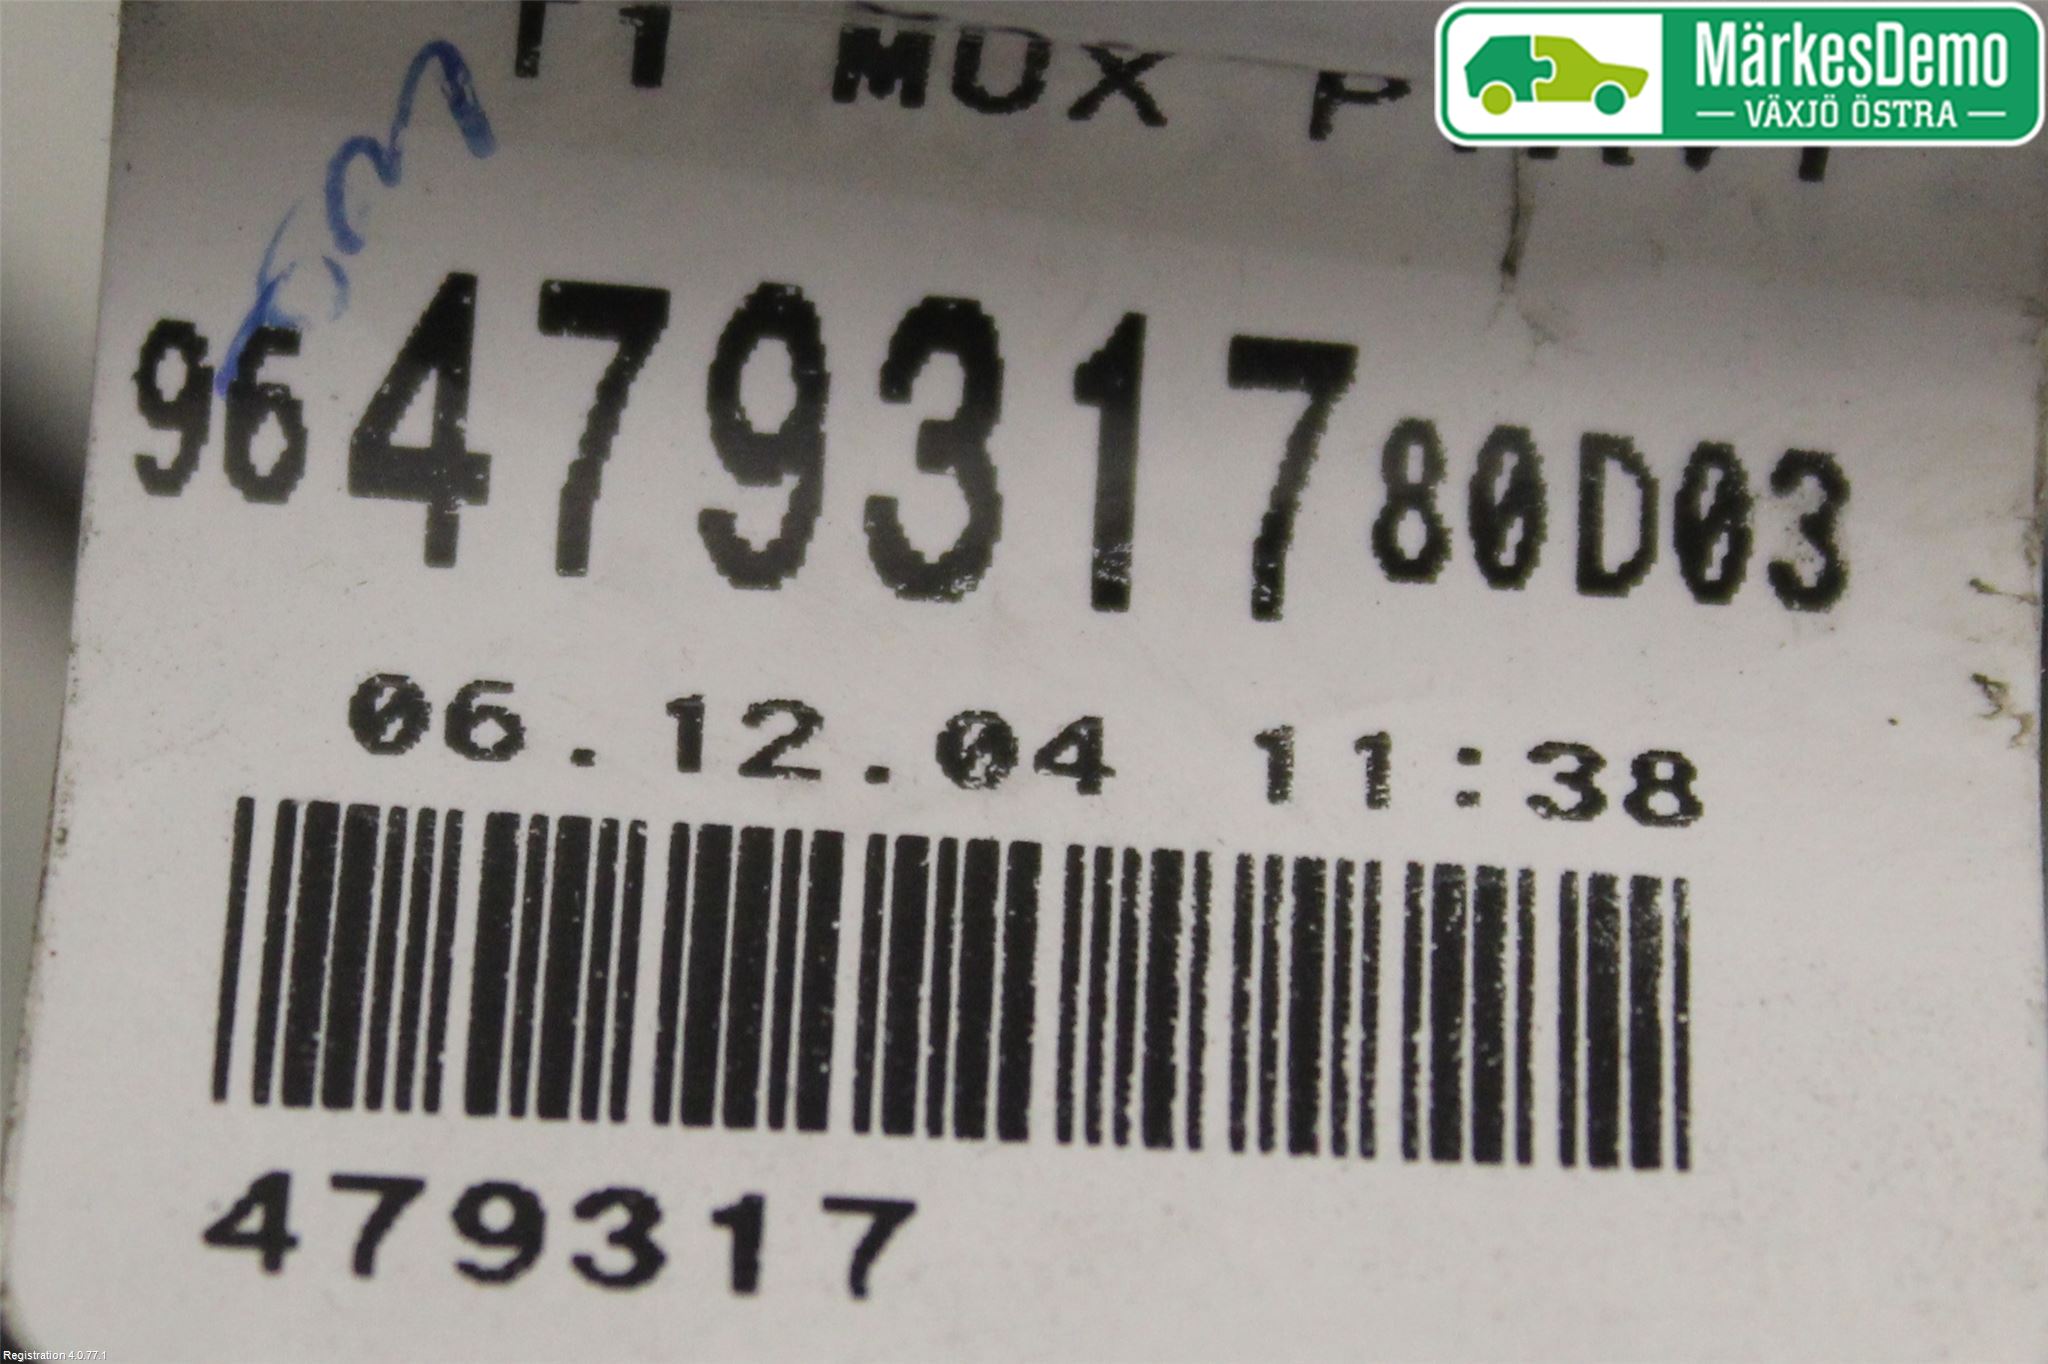 MUX
MärkesDemo
VÄXJÖ ÖSTRA
9647931780D03
06.12.04 11:38
479317
Registration 4.0.77.1